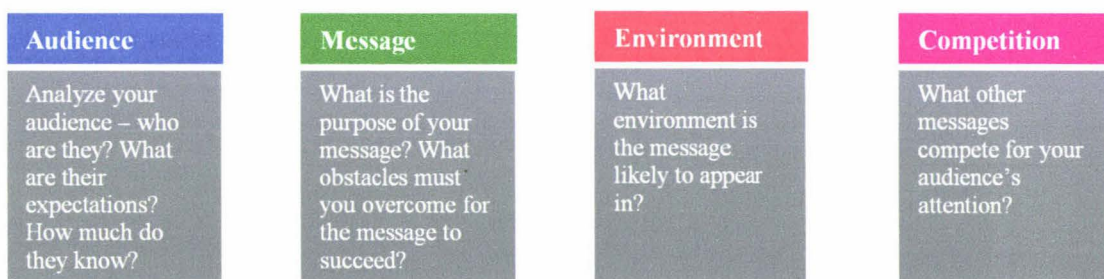 Audience
Analyze your
audience – who
are they? What
are their
expectations?
How much do
they know?
Message
What is the
purpose of your
message? What
obstacles must
you overcome for
the message to
succeed?
Environment
What
environment is
the message
likely to appear
in?
Competition
What other
messages
compete for your
audience's
attention?